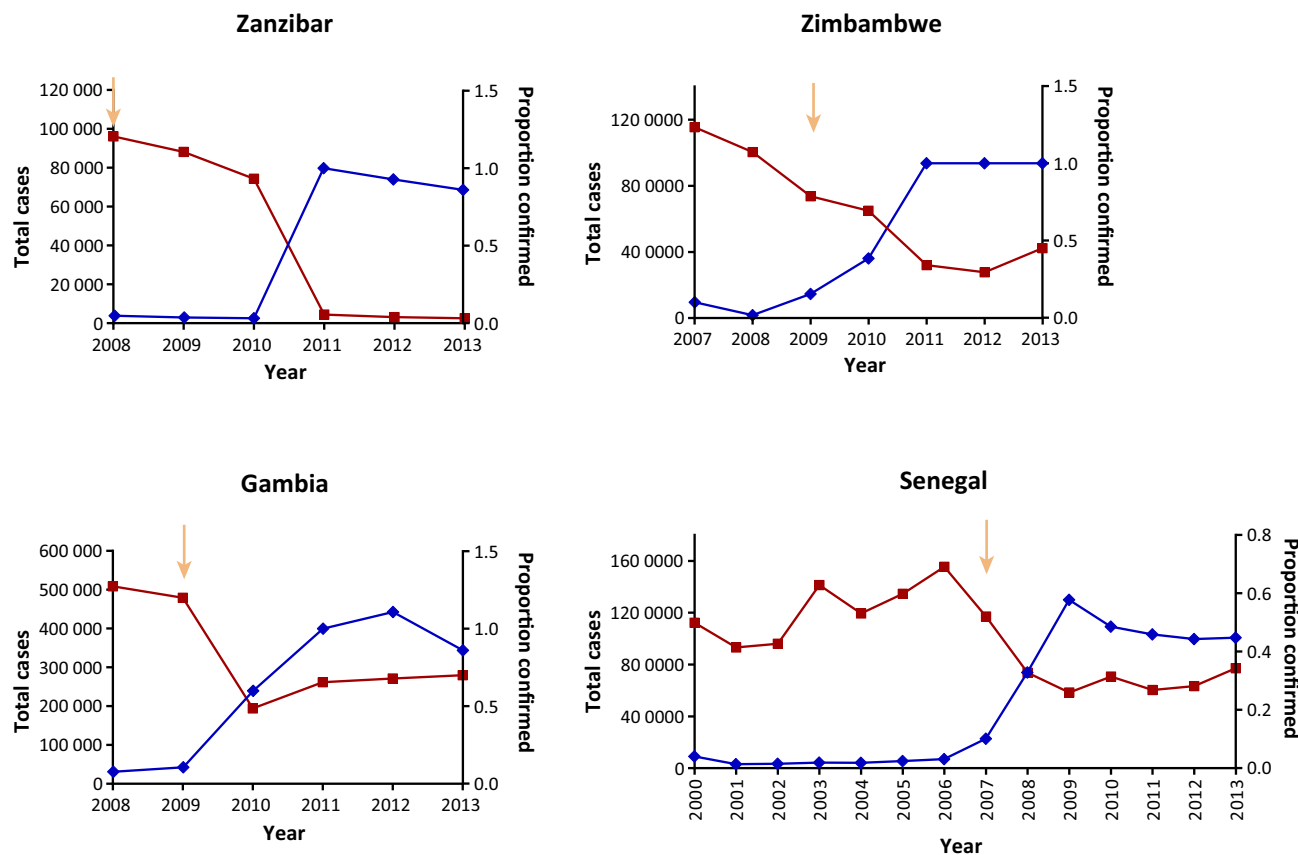 Zanzibar
120 000
100 000
80 000
60 000
40 000
20 000
0
Total cases
1.5
1.0
0.5
0.0
Proportion confirmed
2008 2009 2010 2011 2012 2013
Year
Zimbambwe
120 0000
80 0000
40 0000
0
Total cases
1.5
1.0
0.5
0.0
Proportion confirmed
2007 2008 2009 2010 2011 2012 2013
Year
Gambia
600 000
500 000
400 000
300 000
200 000
100 000
0
Total cases
1.5
1.0
0.5
0.0
Proportion confirmed
2008 2009 2010 2011 2012 2013
Year
Senegal
160 0000
120 0000
80 0000
40 0000
0
Total cases
0.8
0.6
0.4
0.2
0.0
Proportion confirmed
2000 2001 2002 2003 2004 2005 2006 2007 2008 2009 2010 2011 2012 2013
Year